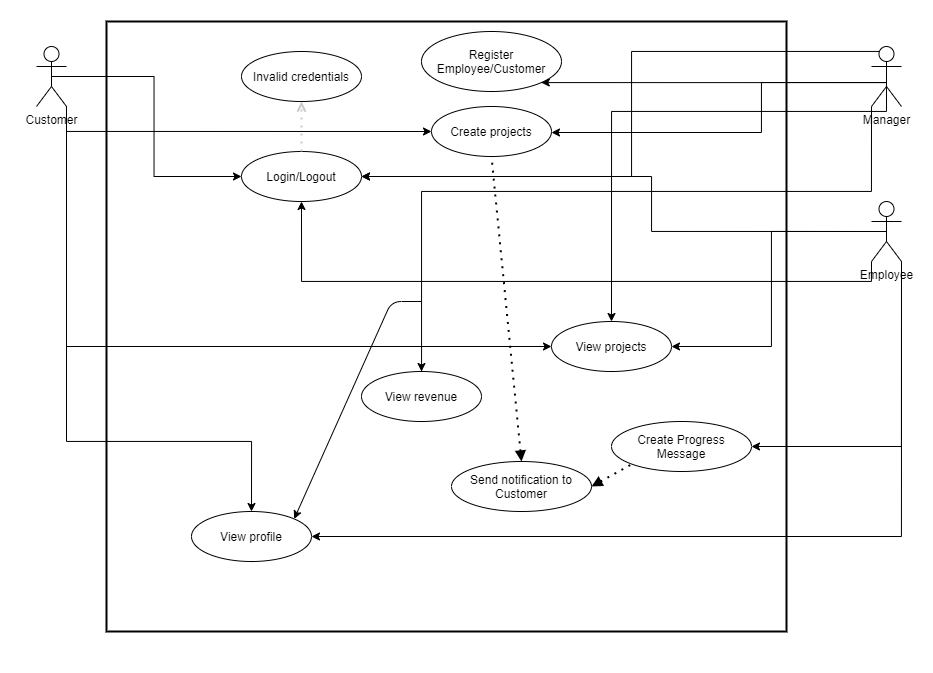 Register
Employee/Customer
Invalid credentials
Customer
Manager
Create projects
Login/Logout
Employee
View projects
View revenue
Create Progress
Message
Send notification to
Customer
View profile